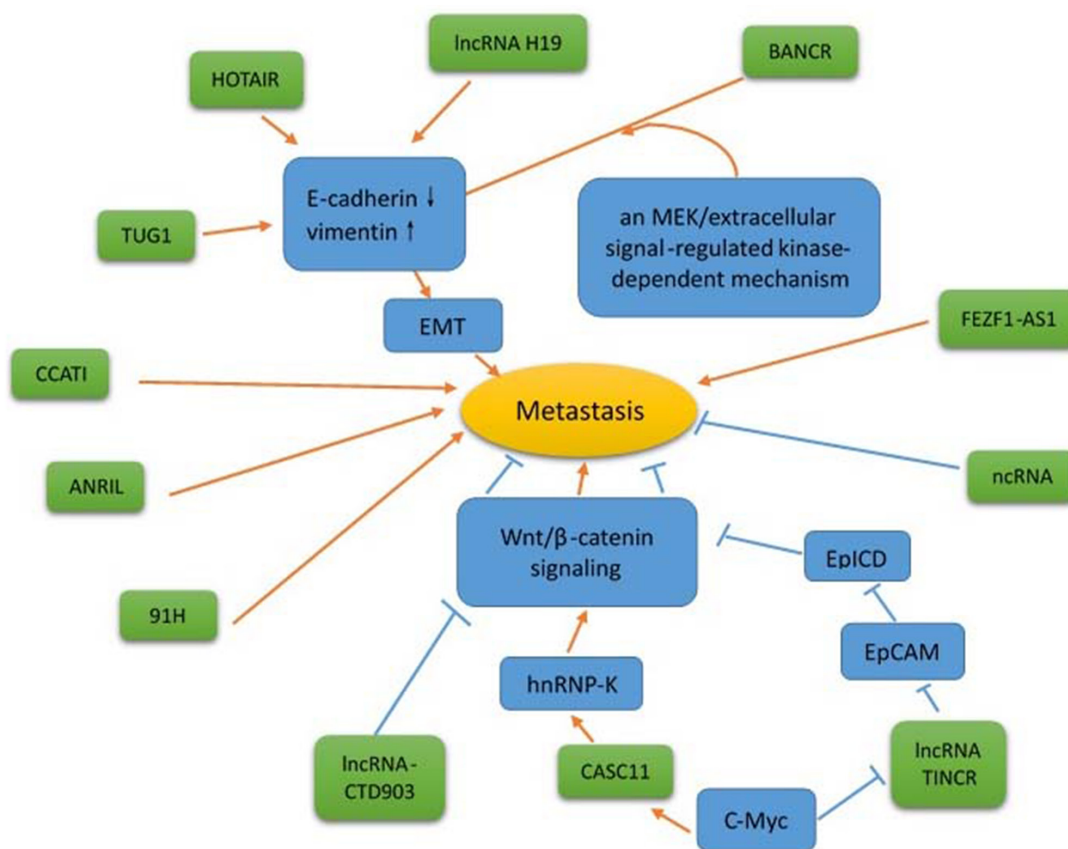 lncRNA H19
BANCR
HOTAIR
E-cadherin ↓
vimentin ↑
an MEK/extracellular
signal-regulated kinase-
dependent mechanism
TUG1
FEZF1-AS1
EMT
CCATI
Metastasis
ANRIL
ncRNA
Wnt/β-catenin
signaling
EpICD
91H
EpCAM
hnRNP-K
lncRNA-
CTD903
CASC11
lncRNA
TINCR
C-Myc